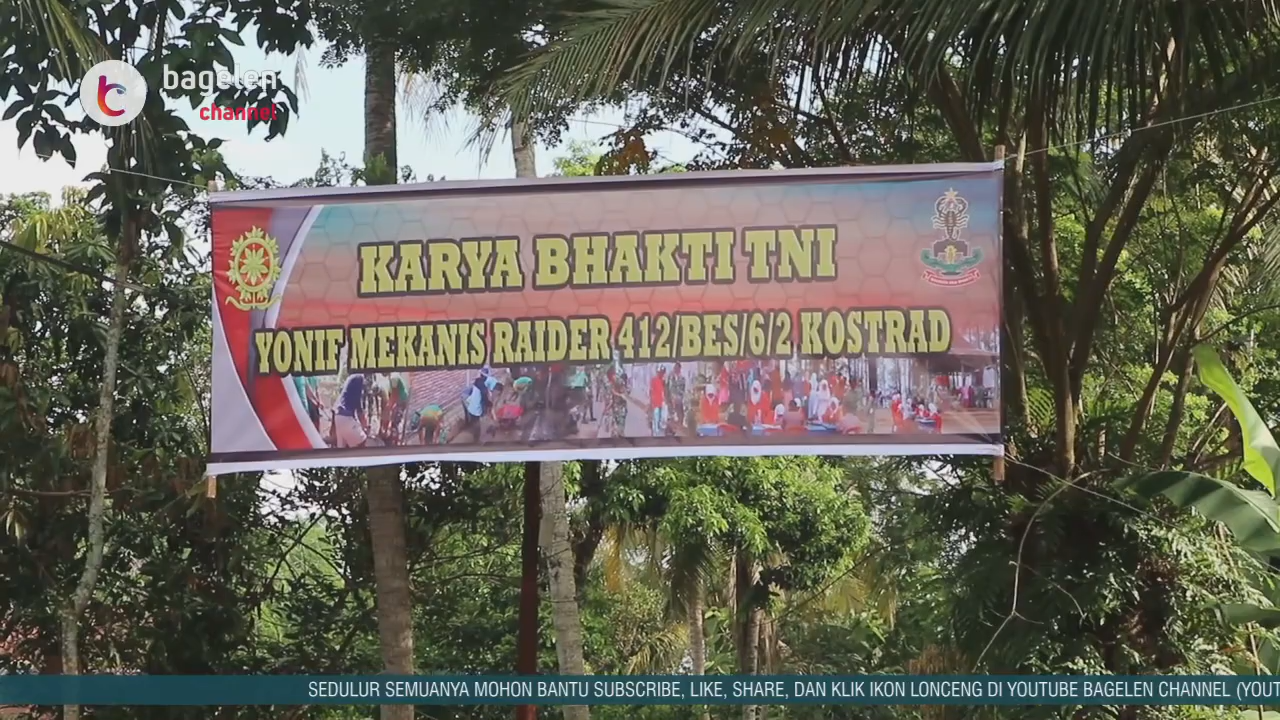 bagelen
channel
KARYA BHAKTI TNI
YONIF MEKANIS RAIDER 412/BES/6/2 KOSTRAD
SEDULUR SEMUANYA MOHON BANTU SUBSCRIBE, LIKE, SHARE, DAN KLIK IKON LONCENG DI YOUTUBE BAGELEN CHANNEL (YOUT